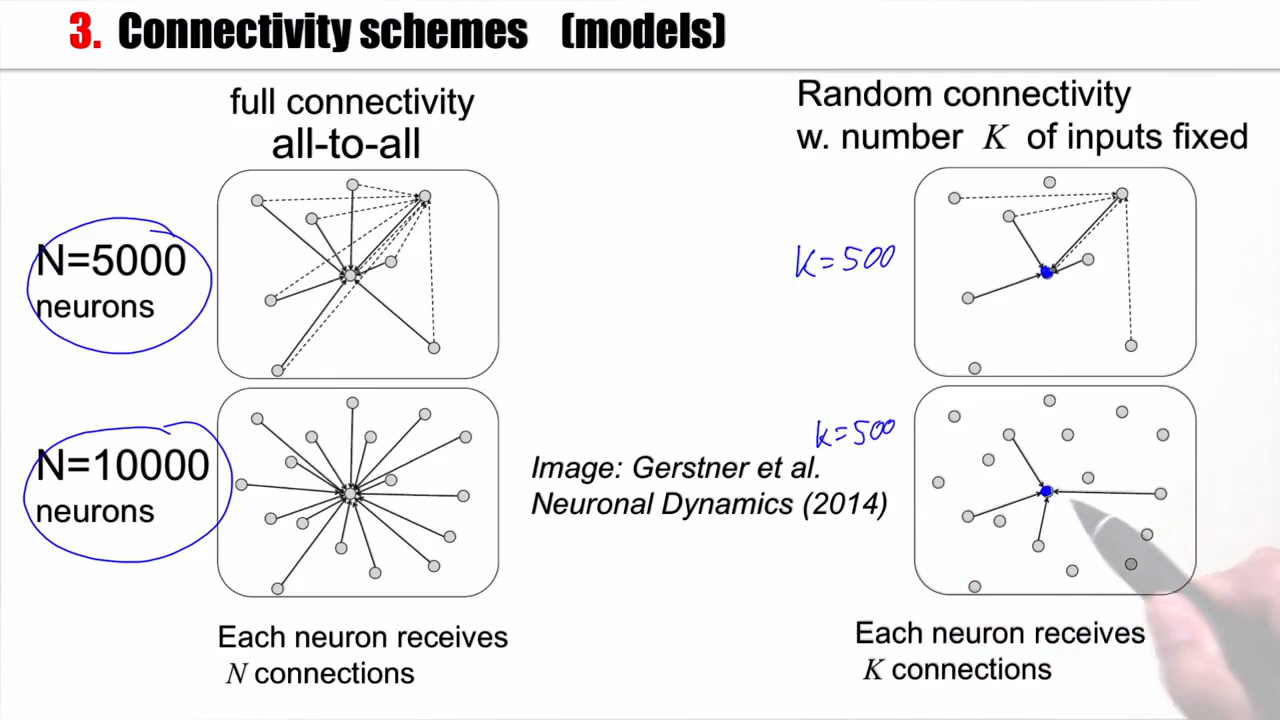 3. Connectivity schemes (models)
full connectivity
all-to-all
Random connectivity
w. number K of inputs fixed
N=5000
neurons
k=500
N=10000
neurons
k=500
Image: Gerstner et al.
Neuronal Dynamics (2014)
Each neuron receives
N connections
Each neuron receives
K connections